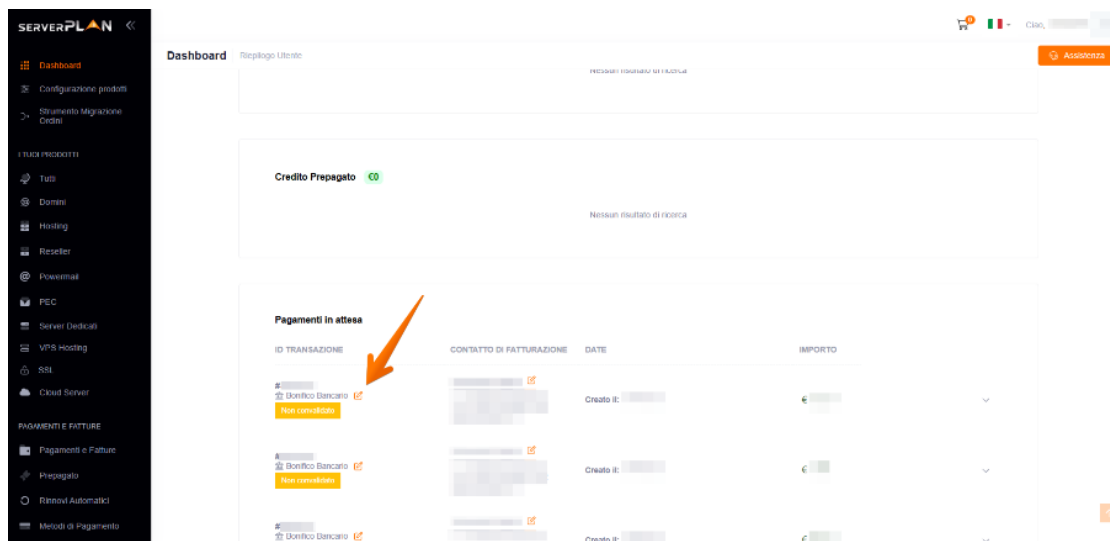 SERVERPLAN
0
Ciao,
Dashboard
Riepilogo Utente
Assistenza
Dashboard
Configurazione prodotti
Strumento Migrazione
Ordini
I TUOI PRODOTTI
Tutti
Domini
Hosting
Reseller
Powermail
PEC
Server Dedicati
VPS Hosting
SSL
Cloud Server
PAGAMENTI E FATTURE
Pagamenti e Fatture
Prepagato
Rinnovi Automatici
Metodi di Pagamento
Nessun risultato di ricerca
Credito Prepagato €0
Nessun risultato di ricerca
Pagamenti in attesa
ID TRANSAZIONE CONTATTO DI FATTURAZIONE DATE IMPORTO
#
Bonifico Bancario
Non convalidato
Creato il: €
#
Bonifico Bancario
Non convalidato
Creato il: €
#
Bonifico Bancario
Creato il: €